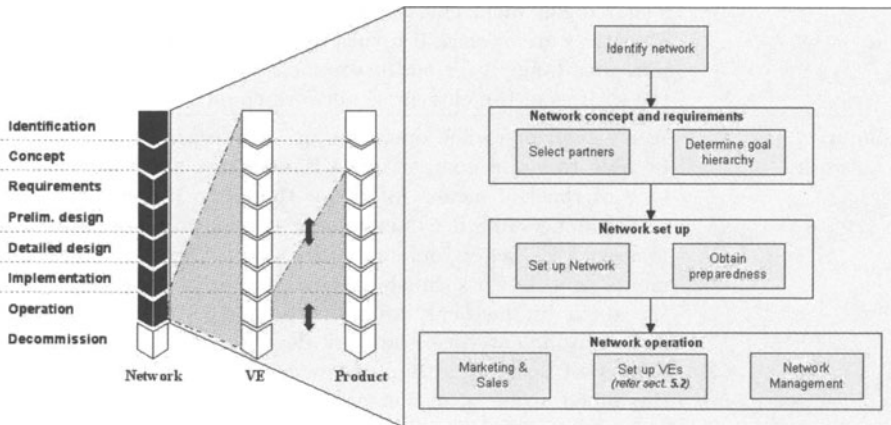 Identification
Concept
Requirements
Prelim. design
Detailed design
Implementation
Operation
Decommission
Network VE Product
Identify network
Network concept and requirements
Select partners
Determine goal
hierarchy
Network set up
Set up Network
Obtain
preparedness
Network operation
Marketing &
Sales
Set up VEs
(refer sect. 5.2)
Network
Management